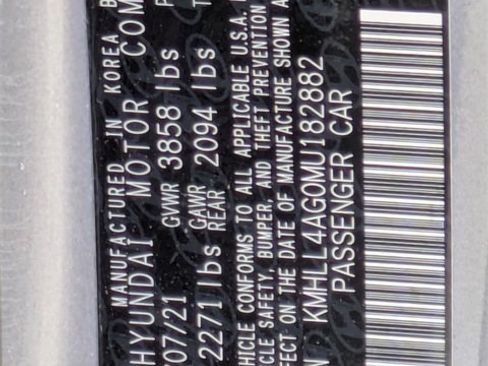 MANUFACTURED IN KOREA B
HYUNDAI MOTOR COM
07/21 GVWR 3858 lbs
GAWR
2271 lbs REAR 2094 lbs
HICLE CONFORMS TO ALL APPLICABLE U.S.A.
CLE SAFETY, BUMPER, AND THEFT PREVENTION
FECT ON THE DATE OF MANUFACTURE SHOWN A
KMHLL4AG0MU182882
PASSENGER CAR